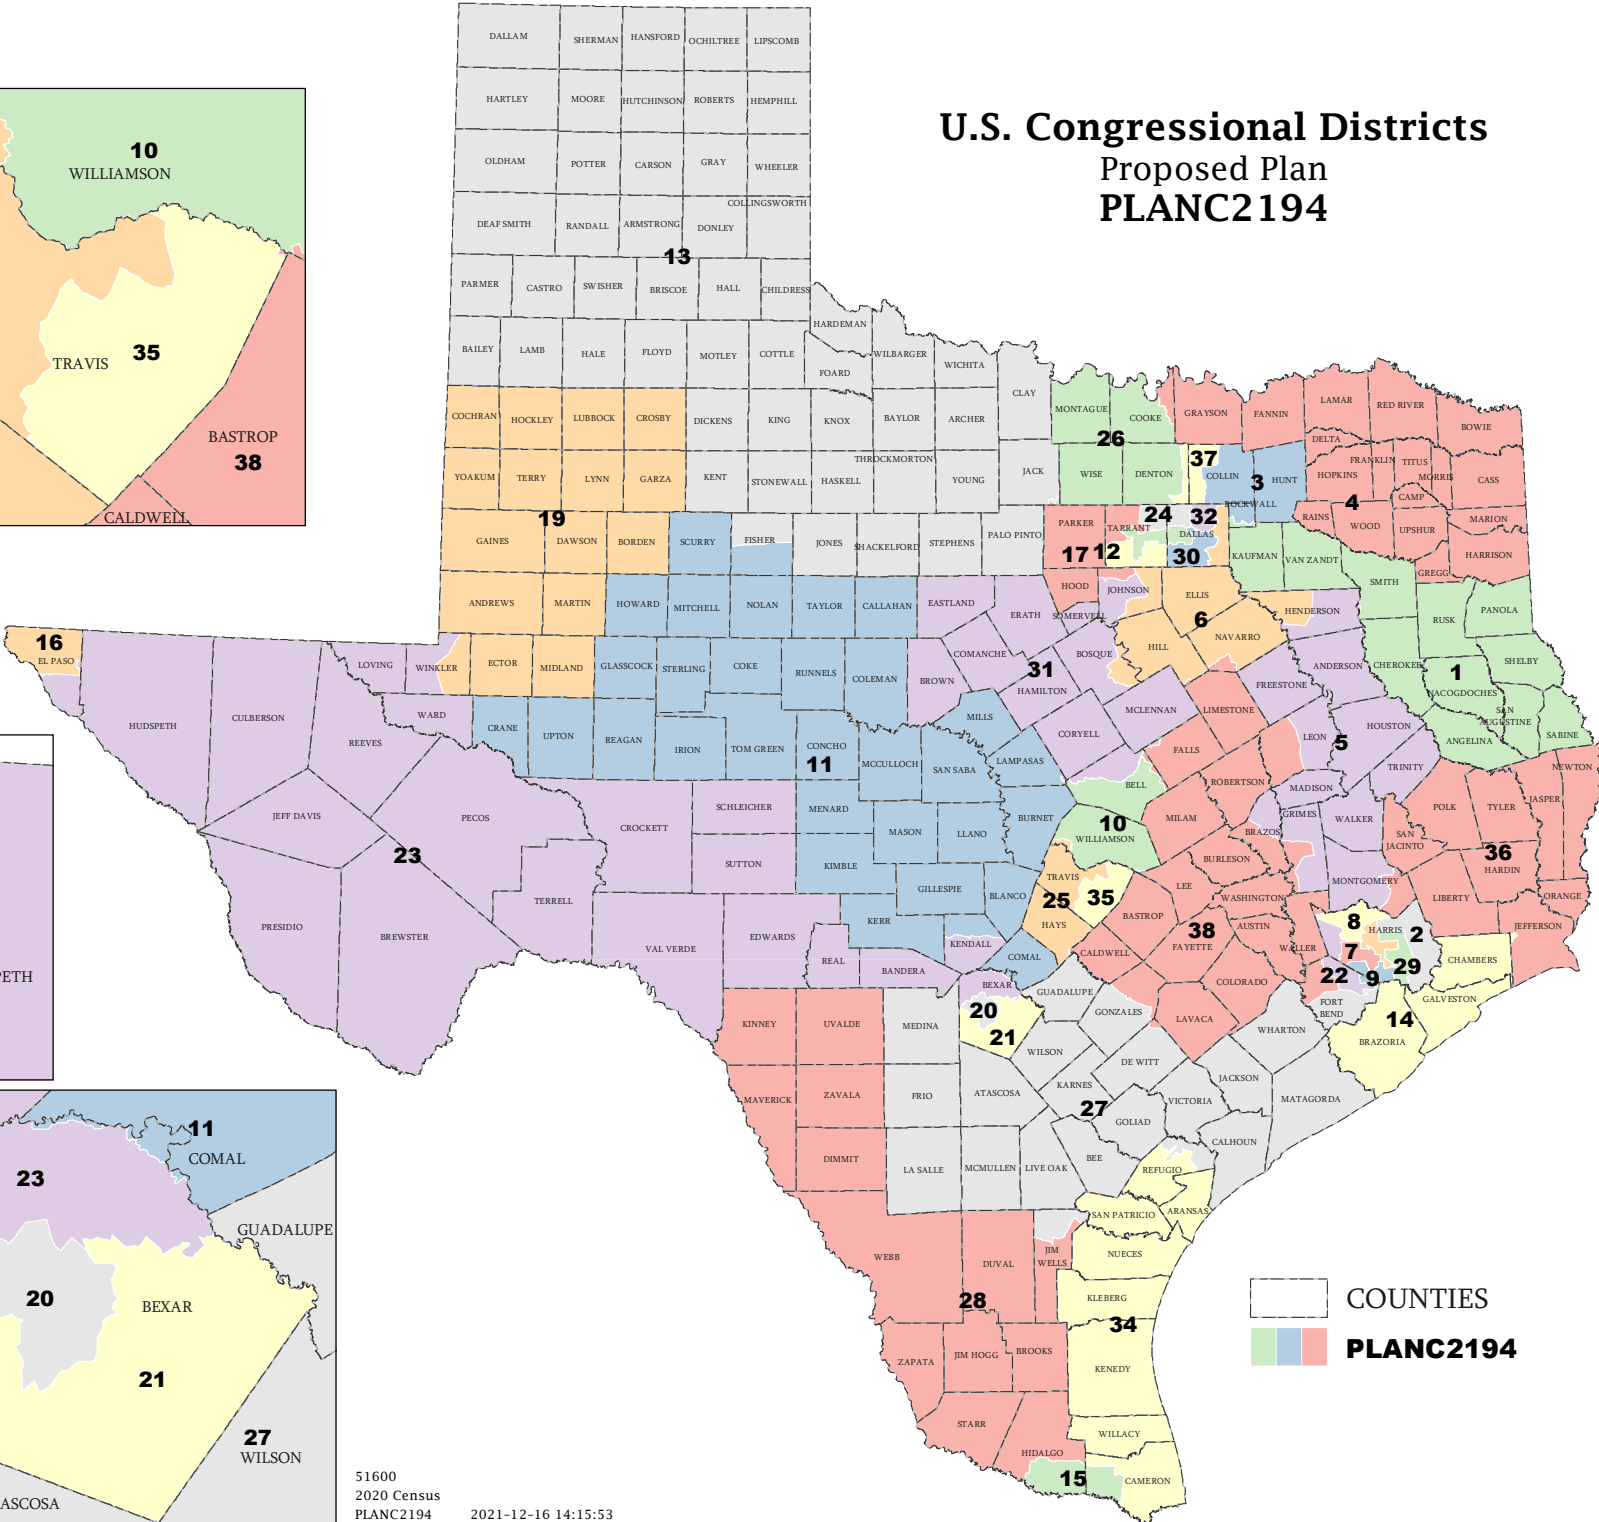 U.S. Congressional Districts
Proposed Plan
PLANC2194
DALLAM SHERMAN HANSFORD OCHILTREE LIPSCOMB
HARTLEY MOORE HUTCHINSON ROBERTS HEMPHILL
OLDHAM POTTER CARSON GRAY WHEELER
COLLINGSWORTH
DEAF SMITH RANDALL ARMSTRONG DONLEY
13
PARMER CASTRO SWISHER BRISCOE HALL CHILDRESS
HARDEMAN
BAILEY LAMB HALE FLOYD MOTLEY COTTLE FOARD WILBARGER WICHITA CLAY
COCHRAN HOCKLEY LUBBOCK CROSBY DICKENS KING KNOX BAYLOR ARCHER
MONTAGUE COOKE GRAYSON FANNIN LAMAR RED RIVER BOWIE
26
YOAKUM TERRY LYNN GARZA KENT STONEWALL HASKELL THROCKMORTON YOUNG JACK
WISE DENTON 37 COLLIN 3 HUNT DELTA HOPKINS FRANKLIN TITUS MORRIS CASS
ROCKWALL RAINS 4 WOOD CAMP UPSHUR MARION
19
GAINES DAWSON BORDEN SCURRY FISHER JONES SHACKELFORD STEPHENS PALO PINTO
PARKER TARRANT 24 32 DALLAS
17 12 30 KAUFMAN VAN ZANDT SMITH GREGG HARRISON
ANDREWS MARTIN HOWARD MITCHELL NOLAN TAYLOR CALLAHAN EASTLAND ERATH
HOOD SOMERVELL JOHNSON ELLIS 6 NAVARRO HENDERSON RUSK PANOLA
16
EL PASO
LOVING WINKLER ECTOR MIDLAND GLASSCOCK STERLING COKE RUNNELS COLEMAN BROWN COMANCHE
31
HAMILTON BOSQUE HILL FREESTONE ANDERSON CHEROKEE 1 NACOGDOCHES SHELBY
SAN AUGUSTINE SABINE
HUDSPETH CULBERSON REEVES WARD CRANE UPTON REAGAN IRION TOM GREEN CONCHO
11
MCCULLOCH SAN SABA MILLS LAMPASAS CORYELL MCLENNAN LIMESTONE FALLS LEON 5 HOUSTON ANGELINA
TRINITY NEWTON
JEFF DAVIS PECOS CROCKETT SCHLEICHER SUTTON MENARD MASON LLANO BURNET BELL
10
WILLIAMSON MILAM ROBERTSON BRAZOS MADISON GRIMES WALKER SAN JACINTO POLK TYLER JASPER
23
36
HARDIN
KIMBLE GILLESPIE BLANCO TRAVIS 25 35 HAYS BURLESON LEE WASHINGTON MONTGOMERY LIBERTY ORANGE
PRESIDIO BREWSTER TERRELL VAL VERDE EDWARDS KERR KENDALL REAL BANDERA COMAL
BASTROP CALDWELL 38 FAYETTE AUSTIN WALLER 8 HARRIS 2 JEFFERSON
7 29 22 9 CHAMBERS
COLORADO FORT BEND GALVESTON
KINNEY UVALDE MEDINA BEXAR 20 21 GUADALUPE GONZALES LAVACA WHARTON 14 BRAZORIA
WILSON DE WITT
MAVERICK ZAVALA FRIO ATASCOSA KARNES 27 GOLIAD VICTORIA JACKSON MATAGORDA
DIMMIT LA SALLE MCMULLEN LIVE OAK BEE REFUGIO CALHOUN
SAN PATRICIO ARANSAS
WEBB DUVAL JIM WELLS NUECES
28
KLEBERG
34
ZAPATA JIM HOGG BROOKS KENEDY
STARR HIDALGO WILLACY
15 CAMERON
10
WILLIAMSON
TRAVIS 35
BASTROP
38
CALDWELL
PETH
11
COMAL
23
GUADALUPE
20
BEXAR
21
27
WILSON
ASCOSA
COUNTIES
PLANC2194
51600
2020 Census
PLANC2194 2021-12-16 14:15:53